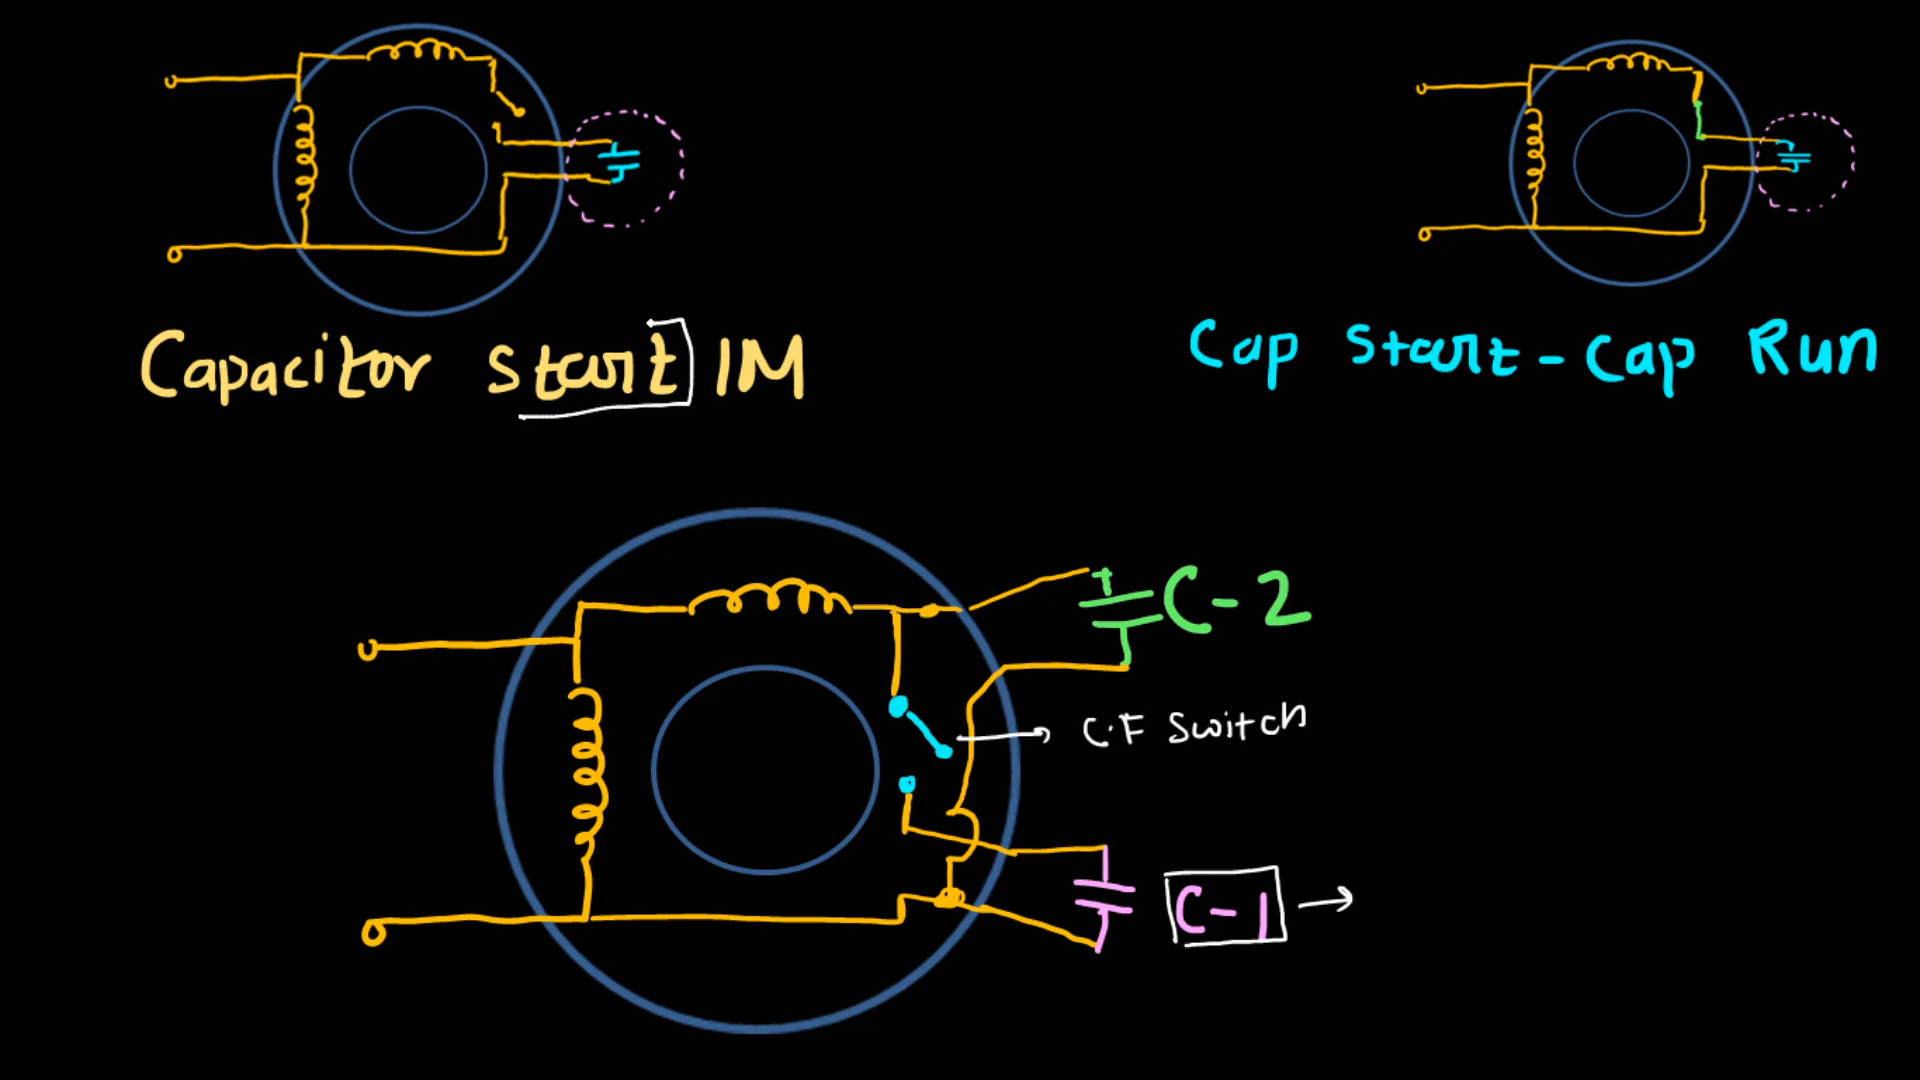 Capacitor start IM
Cap start - Cap Run
C-2
C.F Switch
C-1